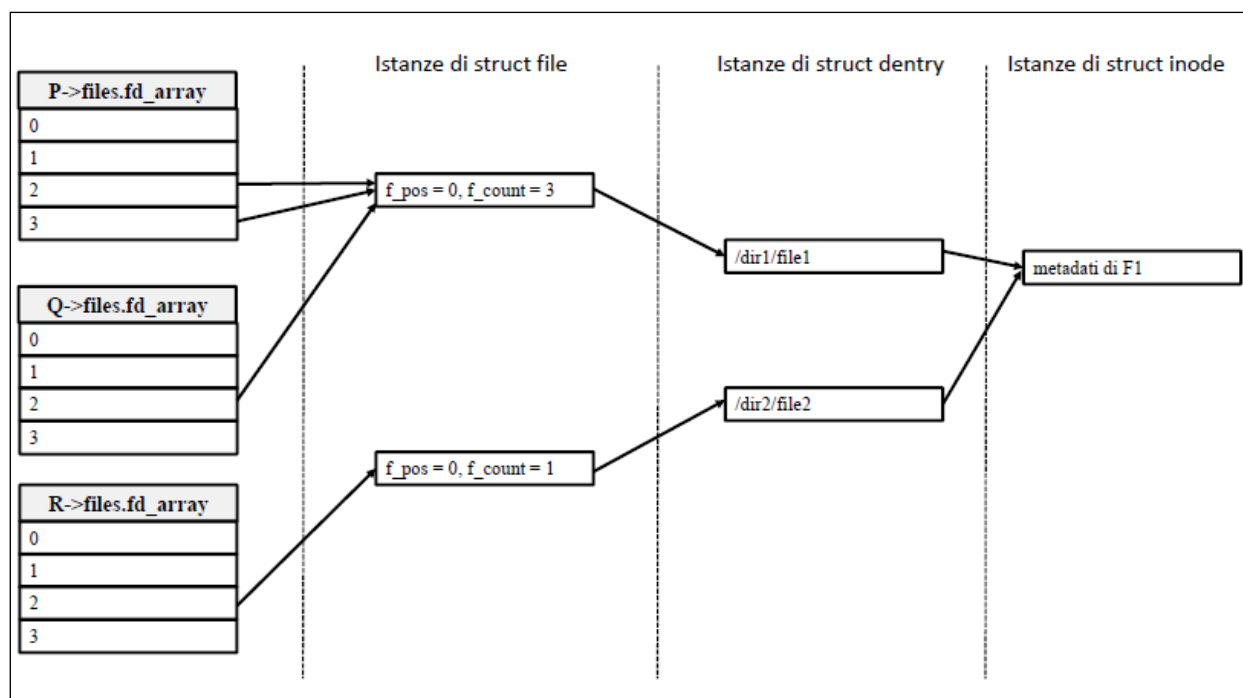 Istanze di struct file
Istanze di struct dentry
Istanze di struct inode
P->files.fd_array
0
1
2
3
Q->files.fd_array
0
1
2
3
R->files.fd_array
0
1
2
3
f_pos = 0, f_count = 3
f_pos = 0, f_count = 1
/dir1/file1
/dir2/file2
metadati di F1